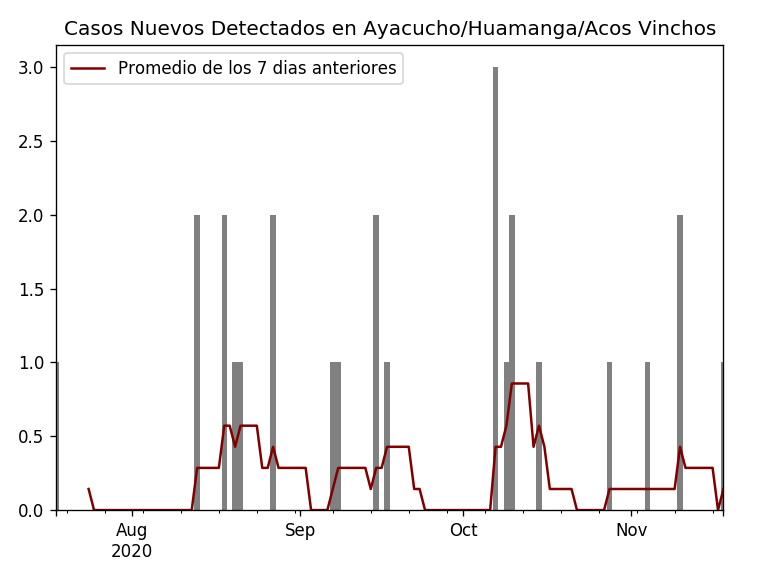 Casos Nuevos Detectados en Ayacucho/Huamanga/Acos Vinchos
Promedio de los 7 dias anteriores
3.0
2.5
2.0
1.5
1.0
0.5
0.0
Aug Sep Oct Nov
2020